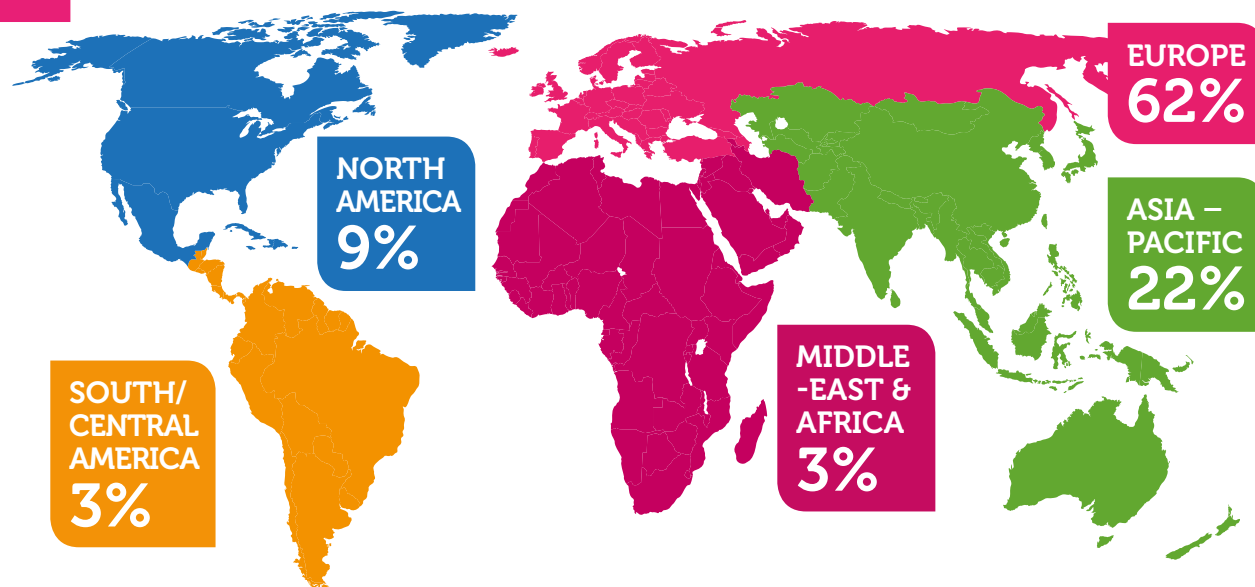 EUROPE
62%
NORTH
AMERICA
9%
ASIA –
PACIFIC
22%
MIDDLE
-EAST &
AFRICA
3%
SOUTH/
CENTRAL
AMERICA
3%